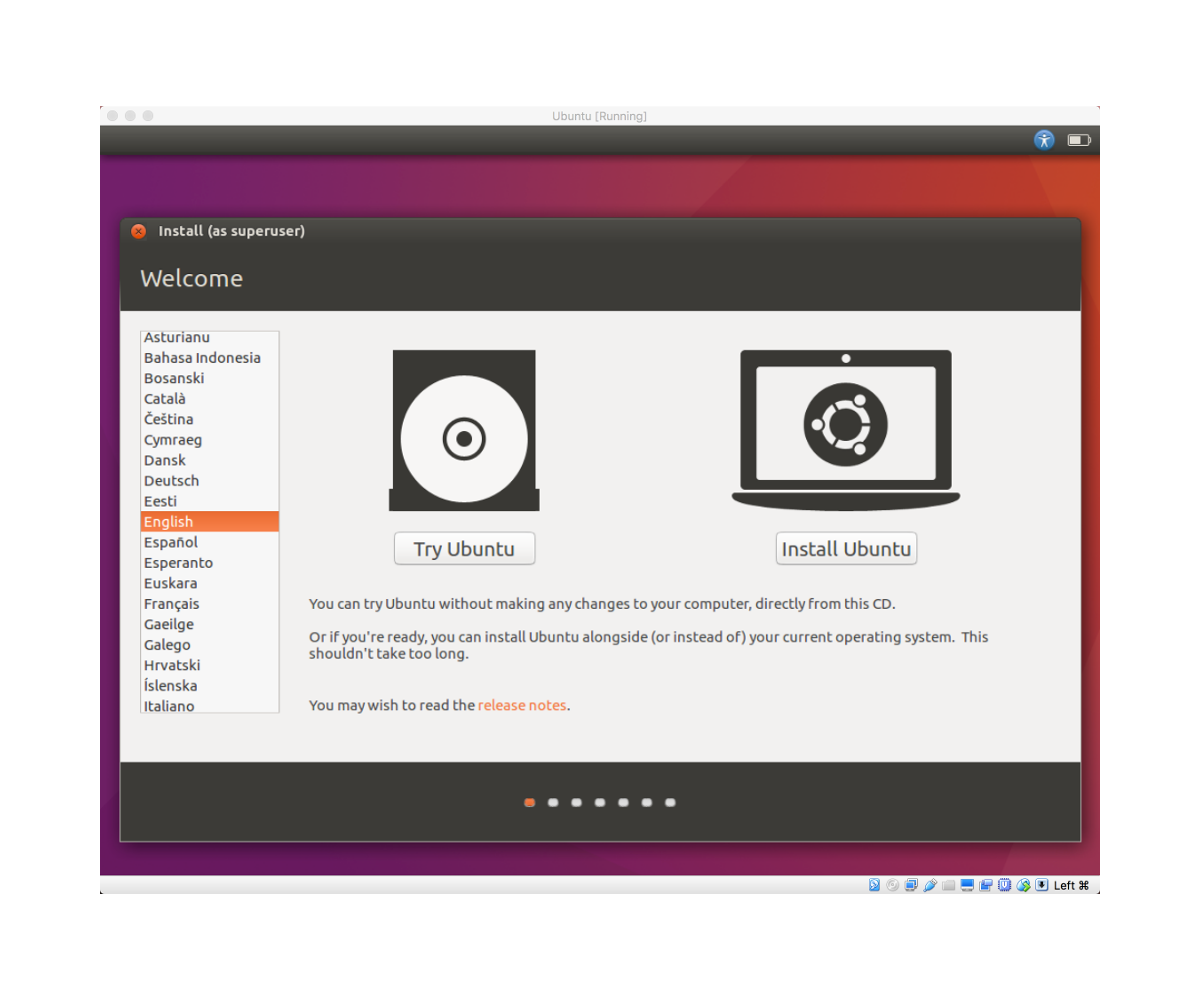 Ubuntu [Running]
Install (as superuser)
Welcome
Asturianu
Bahasa Indonesia
Bosanski
Català
Čeština
Cymraeg
Dansk
Deutsch
Eesti
English
Español
Esperanto
Euskara
Français
Gaeilge
Galego
Hrvatski
Íslenska
Italiano
Try Ubuntu
Install Ubuntu
You can try Ubuntu without making any changes to your computer, directly from this CD.
Or if you're ready, you can install Ubuntu alongside (or instead of) your current operating system.  This
shouldn't take too long.
You may wish to read the release notes.
Left ⌘